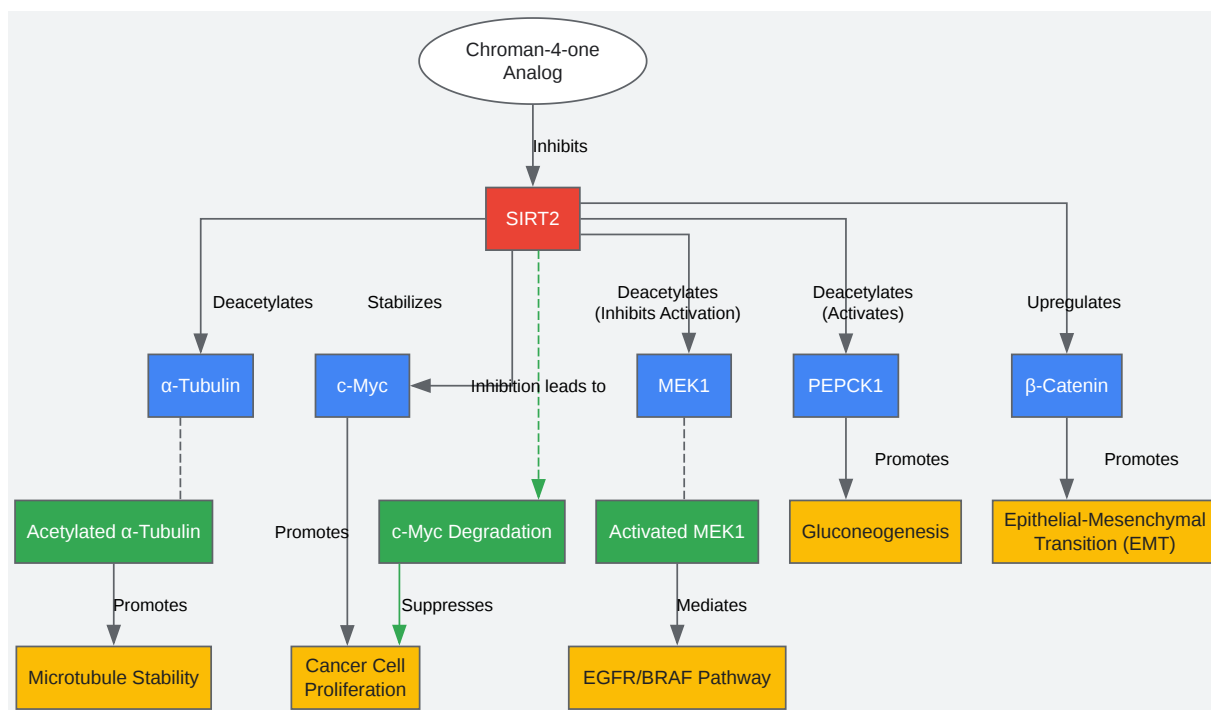 Chroman-4-one
Analog
Inhibits
SIRT2
Deacetylates
Stabilizes
Deacetylates
(Inhibits Activation)
Deacetylates
(Activates)
Upregulates
α-Tubulin
c-Myc
Inhibition leads to
MEK1
PEPCK1
β-Catenin
Promotes
Promotes
Acetylated α-Tubulin
Promotes
c-Myc Degradation
Activated MEK1
Gluconeogenesis
Epithelial-Mesenchymal
Transition (EMT)
Promotes
Suppresses
Mediates
Microtubule Stability
Cancer Cell
Proliferation
EGFR/BRAF Pathway